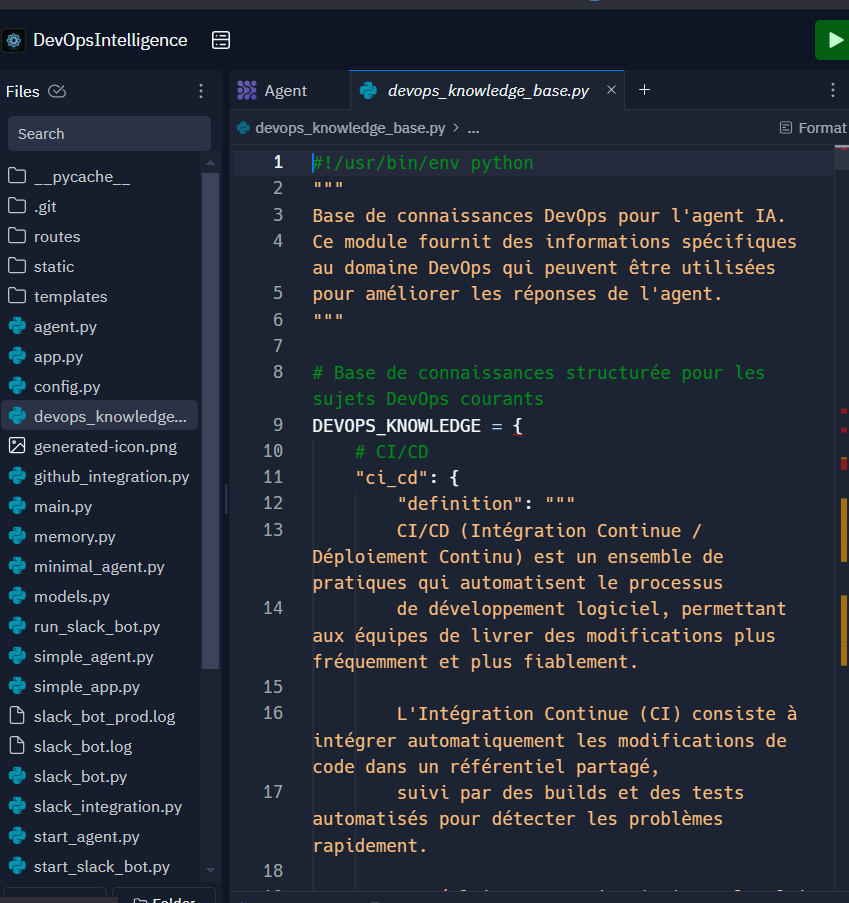 DevOpsIntelligence
Files
Search
__pycache__
.git
routes
static
templates
agent.py
app.py
config.py
devops_knowledge...
generated-icon.png
github_integration.py
main.py
memory.py
minimal_agent.py
models.py
run_slack_bot.py
simple_agent.py
simple_app.py
slack_bot_prod.log
slack_bot.log
slack_bot.py
slack_integration.py
start_agent.py
start_slack_bot.py
Folder
Agent
devops_knowledge_base.py
devops_knowledge_base.py > ...
Format
1 #!/usr/bin/env python
2 """
3 Base de connaissances DevOps pour l'agent IA.
4 Ce module fournit des informations spécifiques
au domaine DevOps qui peuvent être utilisées
5 pour améliorer les réponses de l'agent.
6 """
7
8 # Base de connaissances structurée pour les
sujets DevOps courants
9 DEVOPS_KNOWLEDGE = {
10 # CI/CD
11 "ci_cd": {
12 "definition": """
13 CI/CD (Intégration Continue /
Déploiement Continu) est un ensemble de
pratiques qui automatisent le processus
14 de développement logiciel, permettant
aux équipes de livrer des modifications plus
fréquemment et plus fiablement.
15
16 L'Intégration Continue (CI) consiste à
intégrer automatiquement les modifications de
code dans un référentiel partagé,
17 suivi par des builds et des tests
automatisés pour détecter les problèmes
rapidement.
18